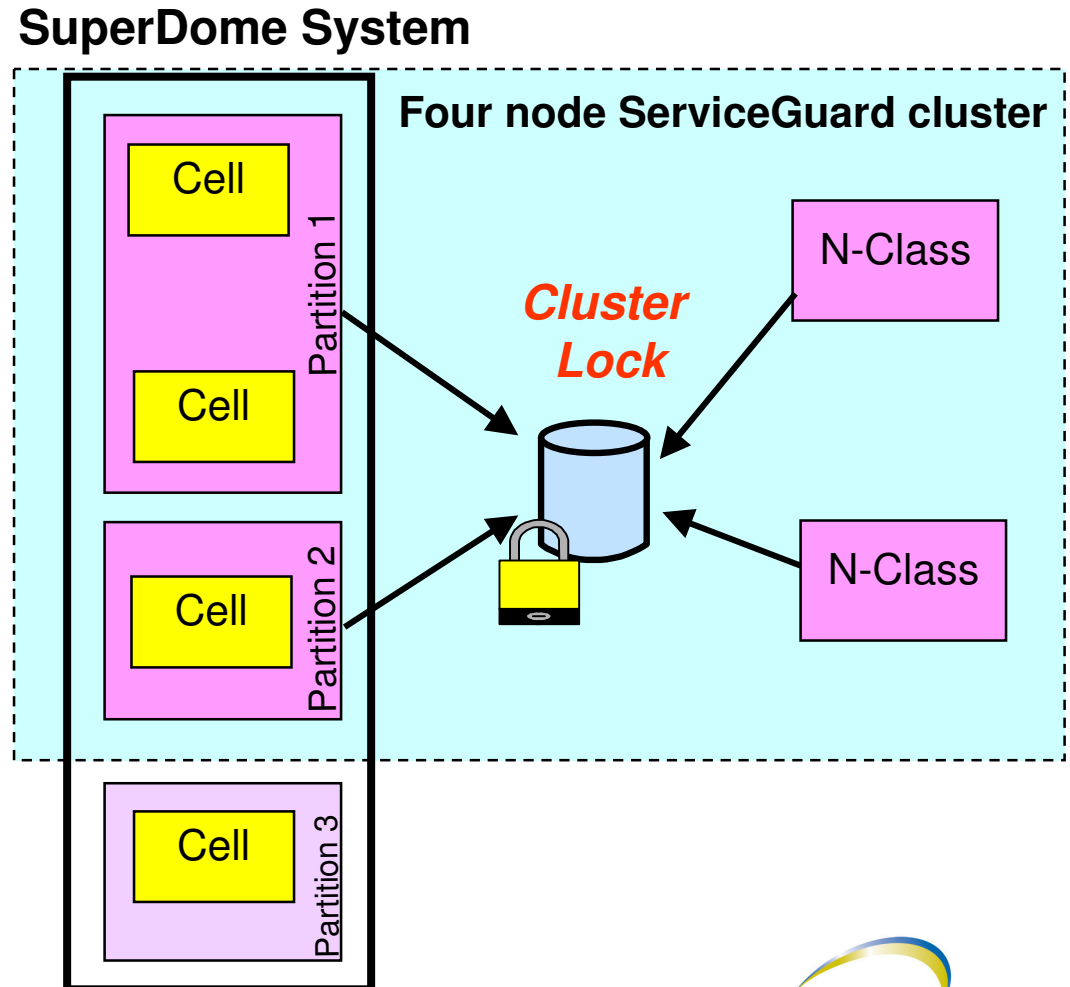 SuperDome System
Four node ServiceGuard cluster
Cell
Partition 1
Cell
Cluster
Lock
N-Class
Cell
Partition 2
N-Class
Cell
Partition 3